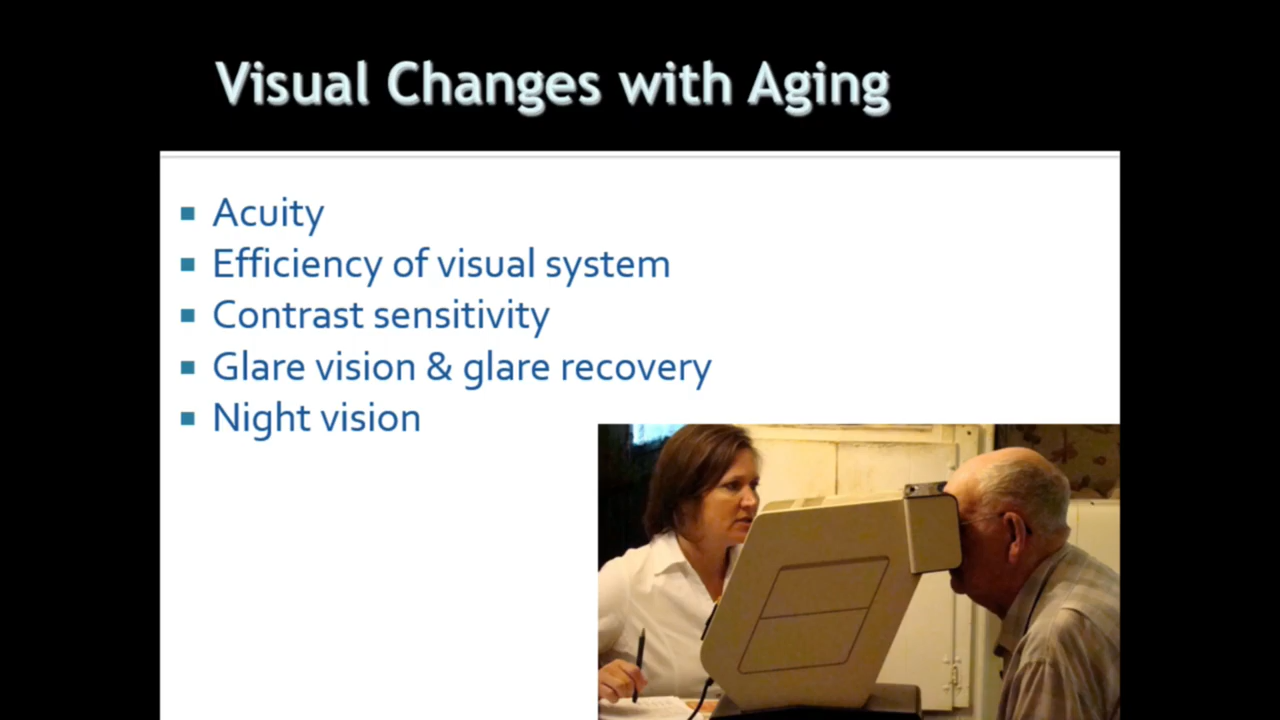 Visual Changes with Aging
Acuity
Efficiency of visual system
Contrast sensitivity
Glare vision & glare recovery
Night vision